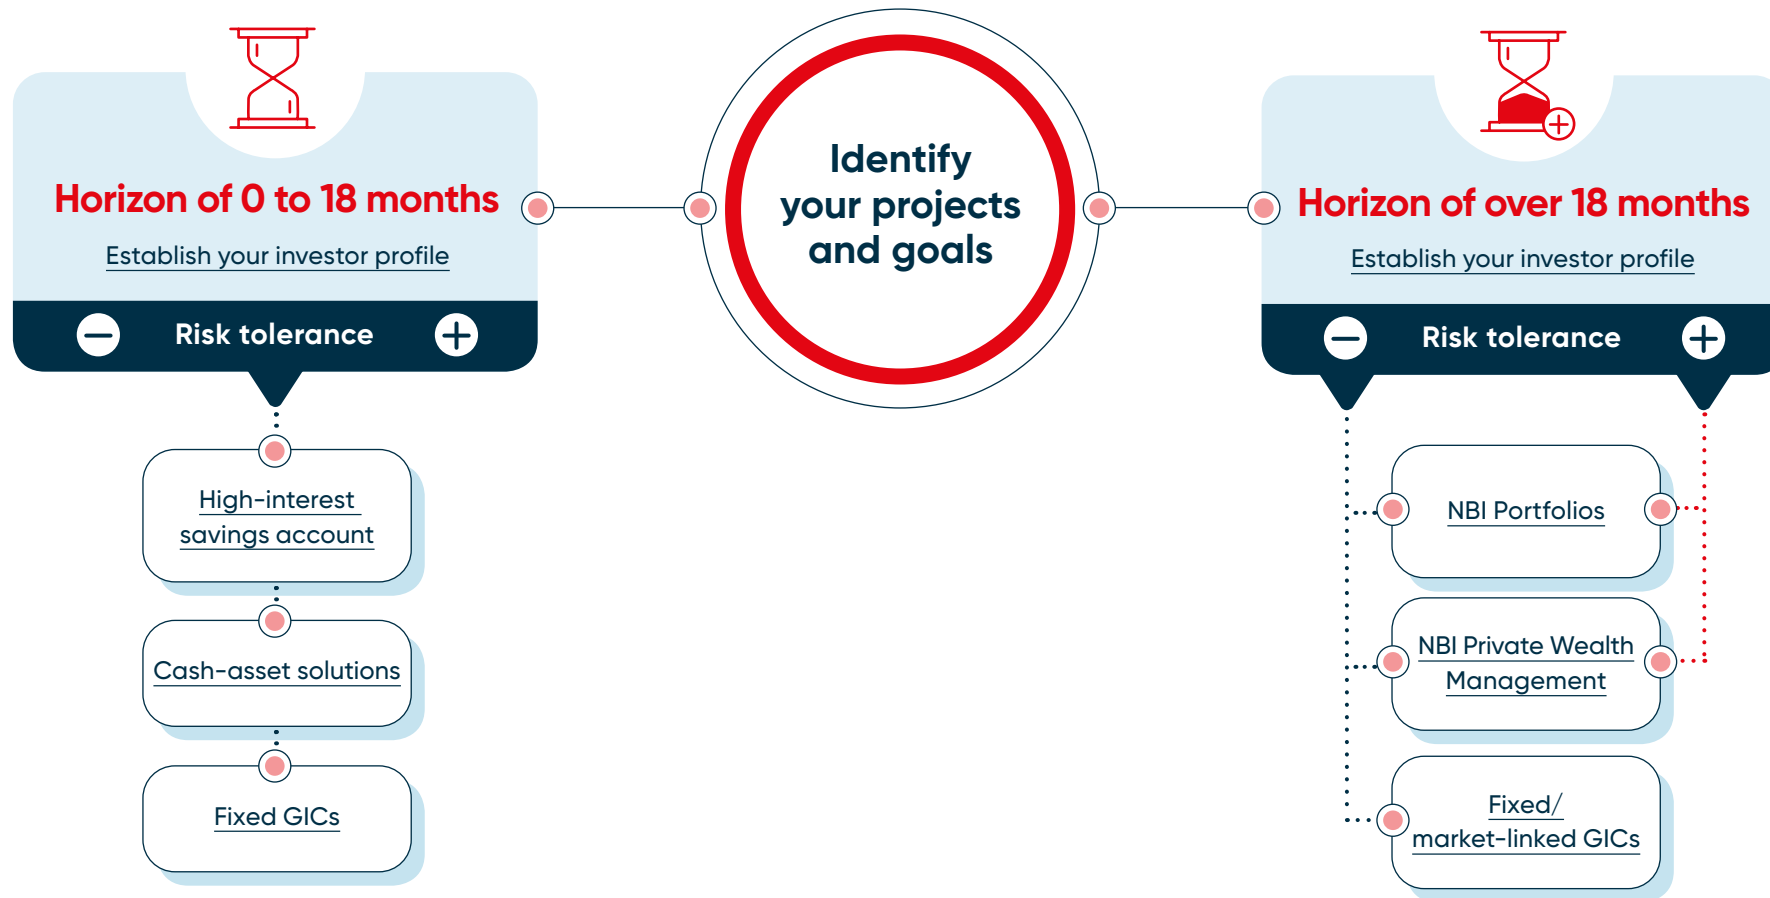 Identify
your projects
and goals
Horizon of 0 to 18 months
Establish your investor profile
Risk tolerance
High-interest
savings account
Cash-asset solutions
Fixed GICs
Horizon of over 18 months
Establish your investor profile
Risk tolerance
NBI Portfolios
NBI Private Wealth
Management
Fixed/
market-linked GICs